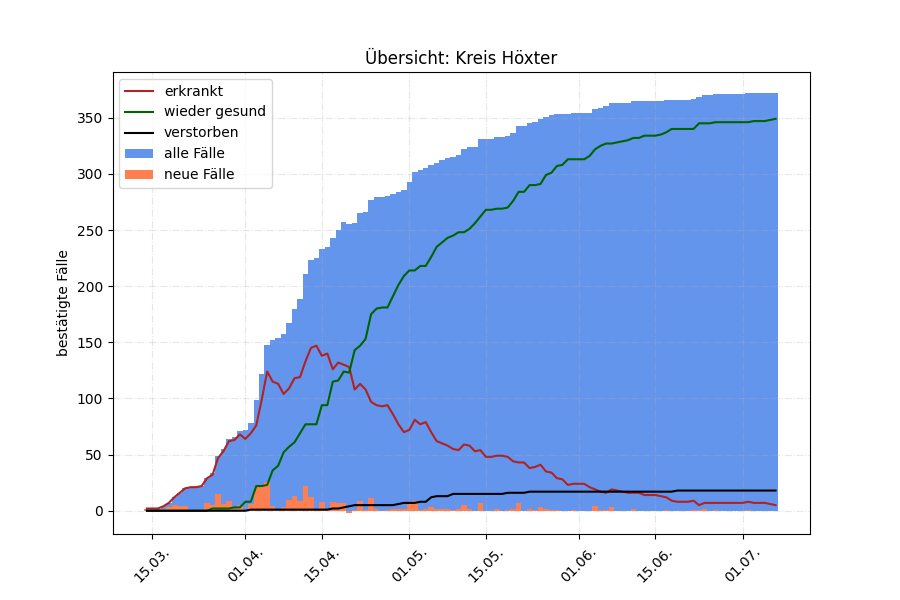 Übersicht: Kreis Höxter
erkrankt
wieder gesund
verstorben
alle Fälle
neue Fälle
bestätigte Fälle
350
300
250
200
150
100
50
0
15.03.
01.04.
15.04.
01.05.
15.05.
01.06.
15.06.
01.07.